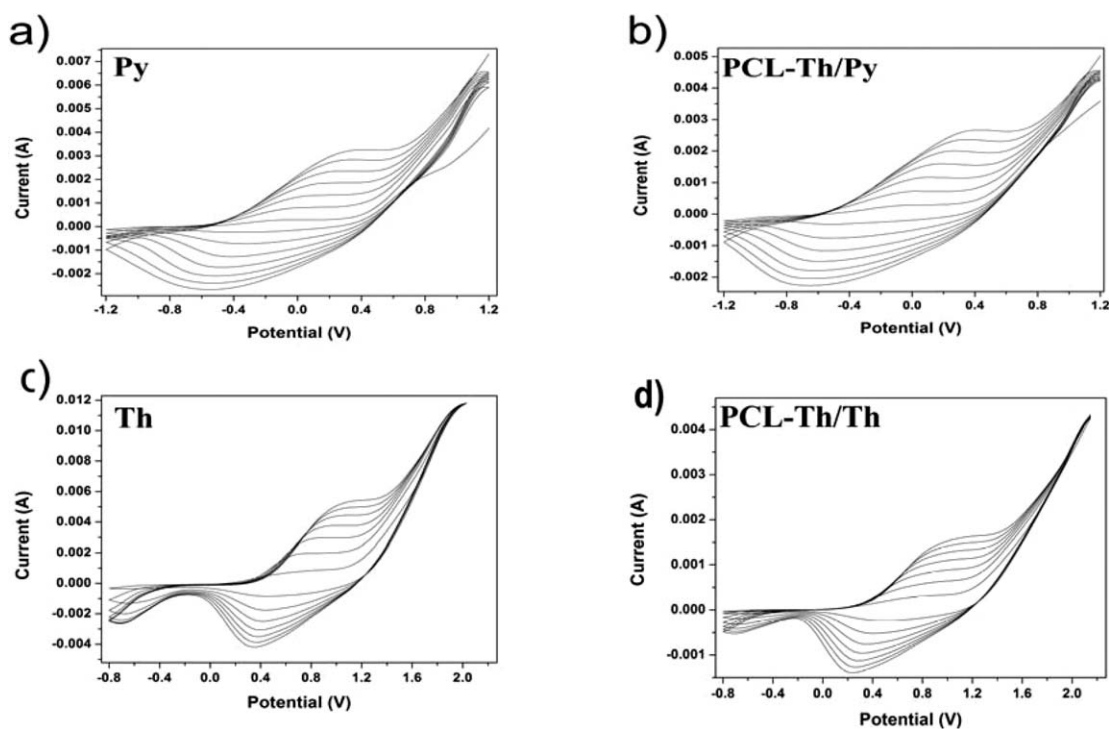 a)
Py
0.007
0.006
0.005
0.004
0.003
0.002
0.001
0.000
-0.001
-0.002
Current (A)
-1.2 -0.8 -0.4 0.0 0.4 0.8 1.2
Potential (V)
b)
PCL-Th/Py
0.005
0.004
0.003
0.002
0.001
0.000
-0.001
-0.002
Current (A)
-1.2 -0.8 -0.4 0.0 0.4 0.8 1.2
Potential (V)
c)
Th
0.012
0.010
0.008
0.006
0.004
0.002
0.000
-0.002
-0.004
Current (A)
-0.8 -0.4 0.0 0.4 0.8 1.2 1.6 2.0
Potential (V)
d)
PCL-Th/Th
0.004
0.003
0.002
0.001
0.000
-0.001
Current (A)
-0.8 -0.4 0.0 0.4 0.8 1.2 1.6 2.0
Potential (V)